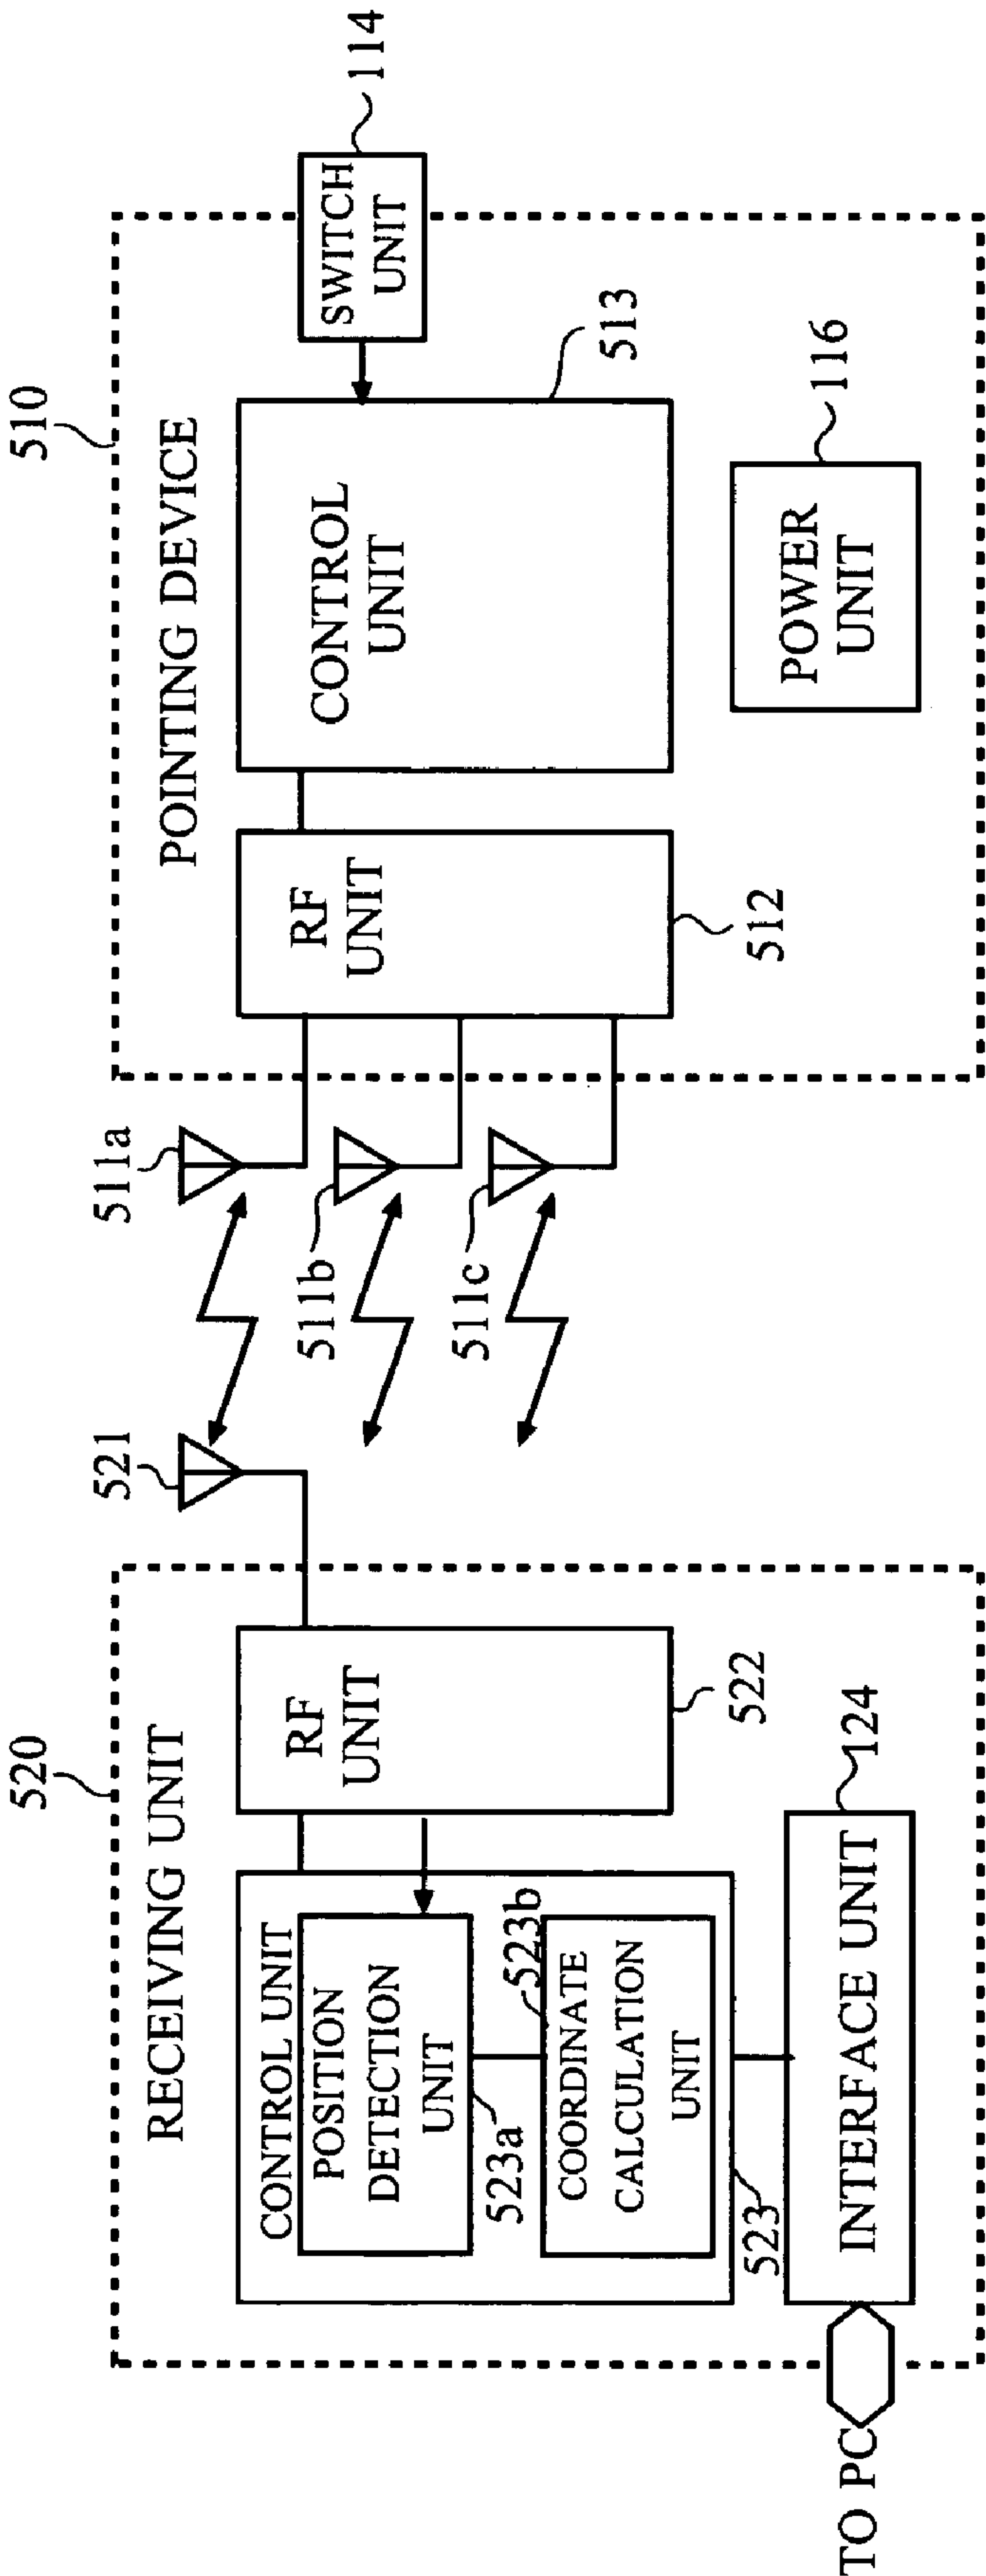 520
RECEIVING UNIT
CONTROL UNIT
POSITION
DETECTION
UNIT
523a
523b
COORDINATE
CALCULATION
UNIT
523
RF
UNIT
522
INTERFACE UNIT
124
TO PC
521
511a
511b
511c
510
POINTING DEVICE
RF
UNIT
512
CONTROL
UNIT
513
SWITCH
UNIT
114
POWER
UNIT
116